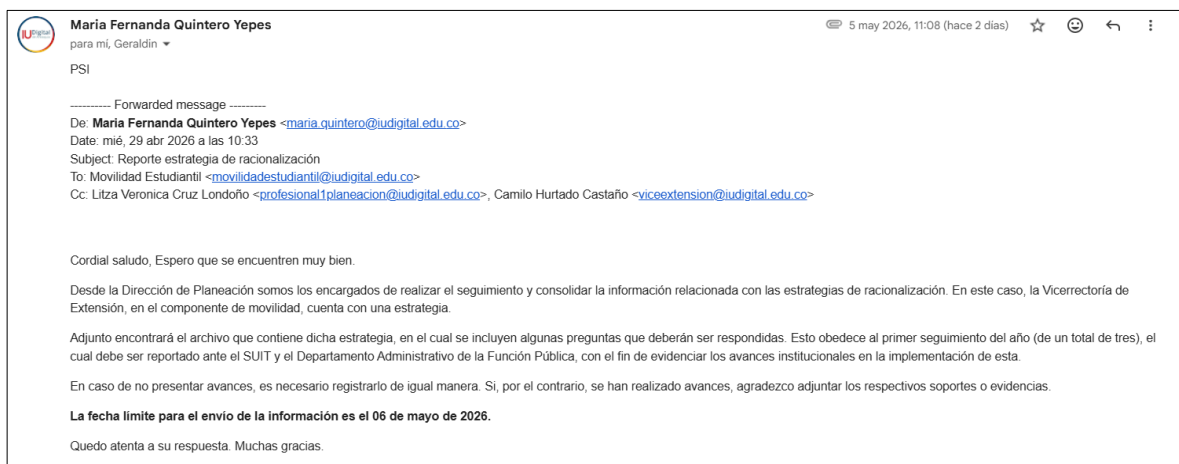 IUDigital
Maria Fernanda Quintero Yepes
5 may 2026, 11:08 (hace 2 días)
para mí, Geraldin
PSI
---------- Forwarded message ---------
De: Maria Fernanda Quintero Yepes <maria.quintero@iudigital.edu.co>
Date: mié, 29 abr 2026 a las 10:33
Subject: Reporte estrategia de racionalización
To: Movilidad Estudiantil <movilidadestudiantil@iudigital.edu.co>
Cc: Litza Veronica Cruz Londoño <profesional1planeacion@iudigital.edu.co>, Camilo Hurtado Castaño <viceextension@iudigital.edu.co>
Cordial saludo, Espero que se encuentren muy bien.
Desde la Dirección de Planeación somos los encargados de realizar el seguimiento y consolidar la información relacionada con las estrategias de racionalización. En este caso, la Vicerrectoría de
Extensión, en el componente de movilidad, cuenta con una estrategia.
Adjunto encontrará el archivo que contiene dicha estrategia, en el cual se incluyen algunas preguntas que deberán ser respondidas. Esto obedece al primer seguimiento del año (de un total de tres), el
cual debe ser reportado ante el SUIT y el Departamento Administrativo de la Función Pública, con el fin de evidenciar los avances institucionales en la implementación de esta.
En caso de no presentar avances, es necesario registrarlo de igual manera. Si, por el contrario, se han realizado avances, agradezco adjuntar los respectivos soportes o evidencias.
La fecha límite para el envío de la información es el 06 de mayo de 2026.
Quedo atenta a su respuesta. Muchas gracias.